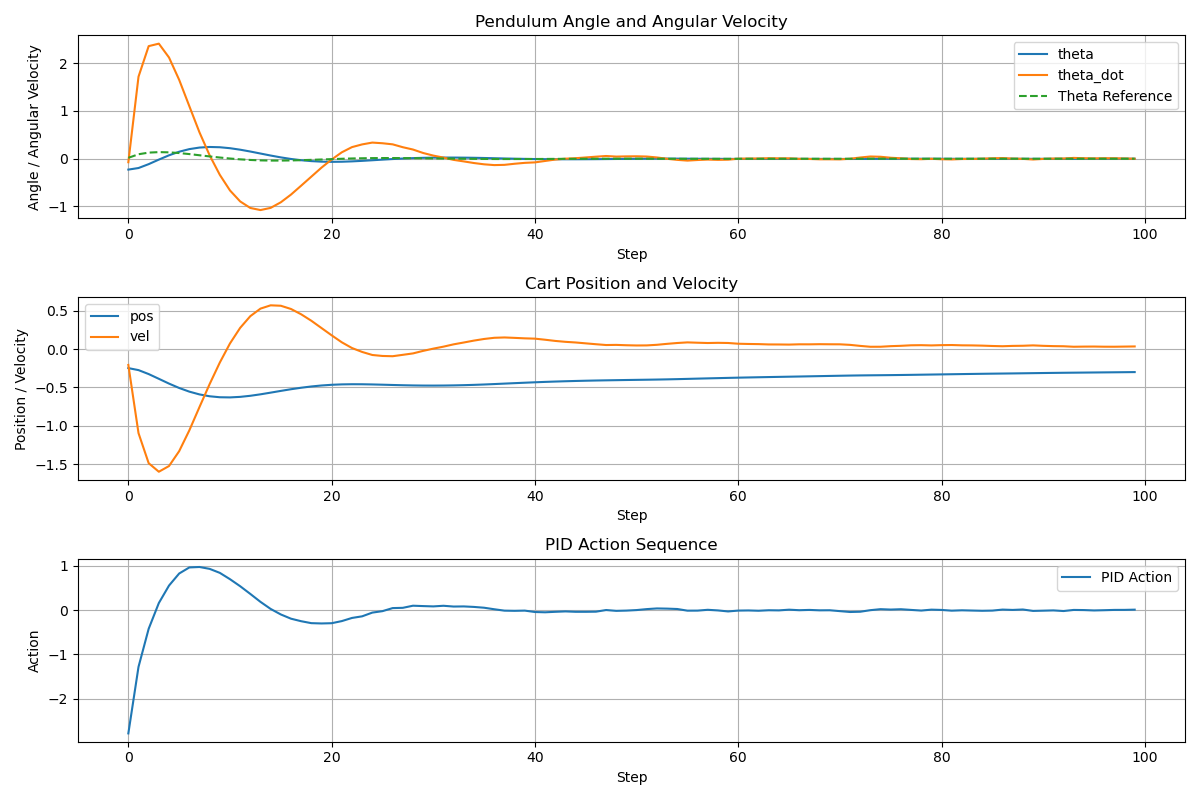 Pendulum Angle and Angular Velocity
Angle / Angular Velocity
2
1
0
−1
theta
theta_dot
Theta Reference
0 20 40 60 80 100
Step
Cart Position and Velocity
Position / Velocity
0.5
0.0
−0.5
−1.0
−1.5
pos
vel
0 20 40 60 80 100
Step
PID Action Sequence
Action
1
0
−1
−2
PID Action
0 20 40 60 80 100
Step